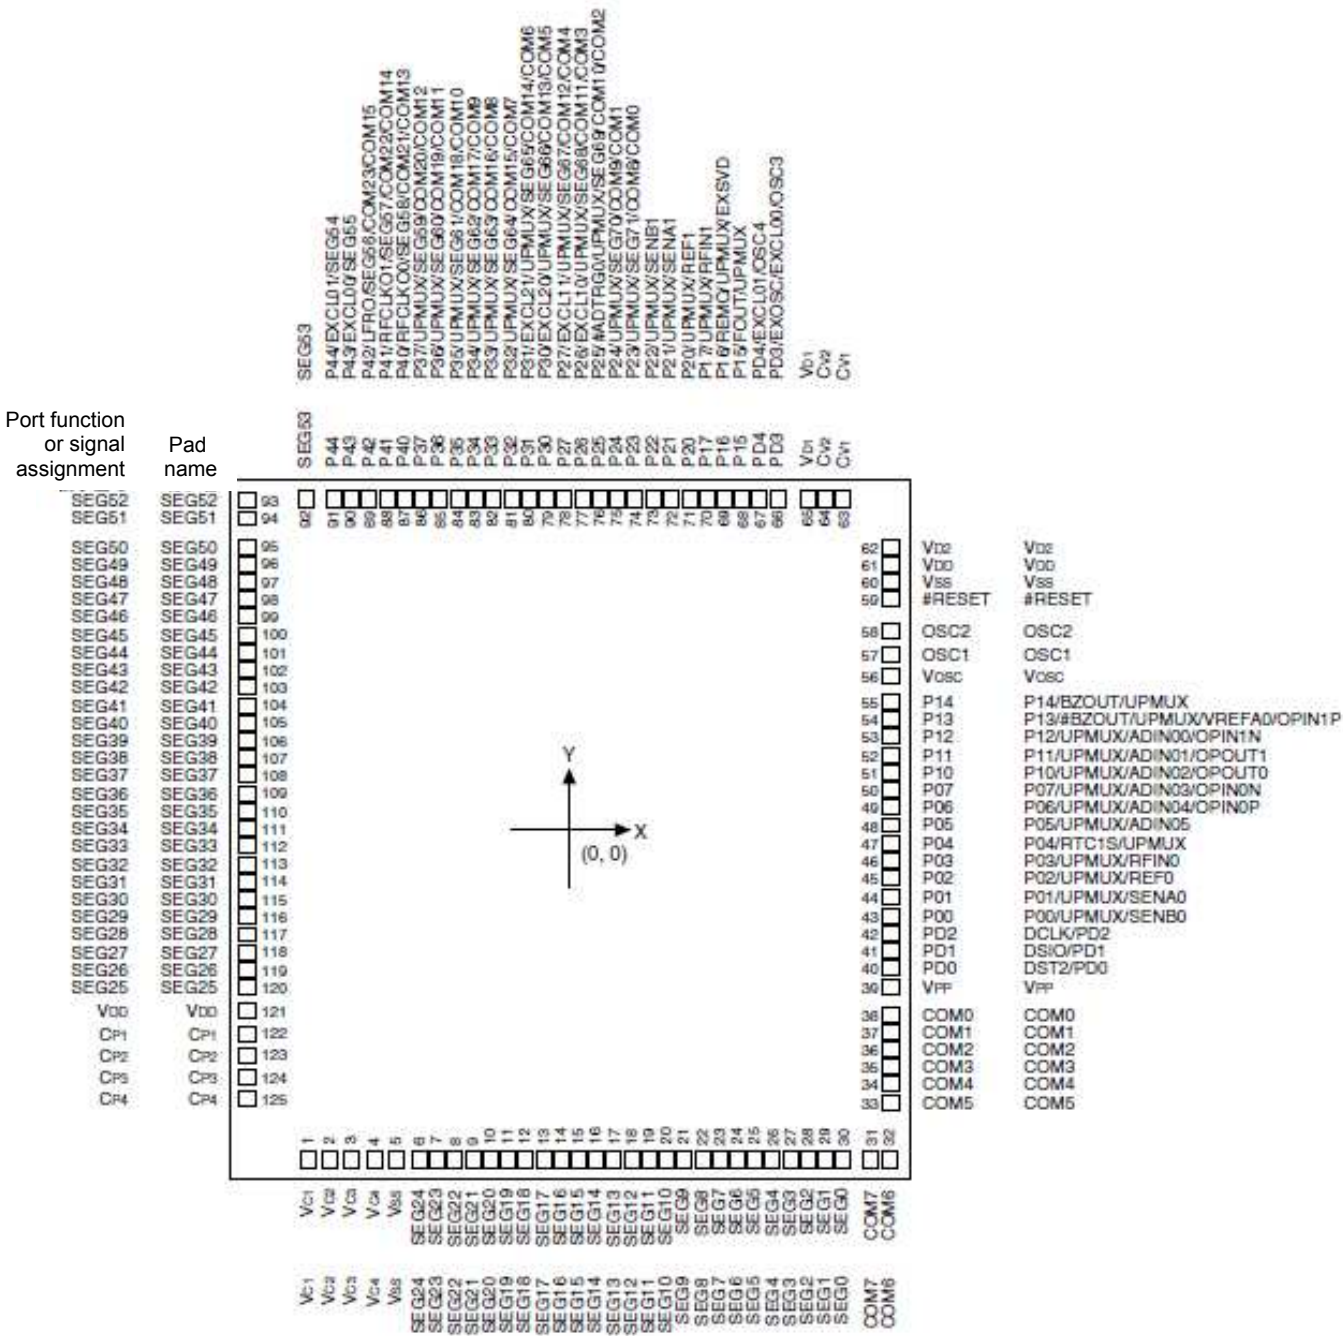 SEG53
P44/EXCL01/SEG54
P43/EXCL00/SEG55
P42/LFRO/SEG56/COM23/COM15
P41/RFCLKO1/SEG57/COM22/COM14
P40/RFCLKO0/SEG58/COM21/COM13
P37/UPMUX/SEG59/COM20/COM12
P36/UPMUX/SEG60/COM19/COM11
P35/UPMUX/SEG61/COM18/COM10
P34/UPMUX/SEG62/COM17/COM9
P33/UPMUX/SEG63/COM16/COM8
P32/UPMUX/SEG64/COM15/COM7
P31/EXCL21/UPMUX/SEG65/COM14/COM6
P30/EXCL20/UPMUX/SEG66/COM13/COM5
P27/EXCL11/UPMUX/SEG67/COM12/COM4
P26/EXCL10/UPMUX/SEG68/COM11/COM3
P25/#ADTRG0/UPMUX/SEG69/COM10/COM2
P24/UPMUX/SEG70/COM9/COM1
P23/UPMUX/SEG71/COM8/COM0
P22/UPMUX/SENB1
P21/UPMUX/SENA1
P20/UPMUX/REF1
P17/UPMUX/RFIN1
P16/REMO/UPMUX/EXSVD
P15/FOUT/UPMUX
PD4/EXCL01/OSC4
PD3/EXOSC/EXCL00/OSC3
VD1
CV2
CV1
Port function
or signal
assignment
Pad
name
SEG53
P44
P43
P42
P41
P40
P37
P36
P35
P34
P33
P32
P31
P30
P27
P26
P25
P24
P23
P22
P21
P20
P17
P16
P15
PD4
PD3
VD1
CV2
CV1
92
91
90
89
88
87
86
85
84
83
82
81
80
79
78
77
76
75
74
73
72
71
70
69
68
67
66
65
64
63
SEG52 SEG52 93
SEG51 SEG51 94
SEG50 SEG50 95
SEG49 SEG49 96
SEG48 SEG48 97
SEG47 SEG47 98
SEG46 SEG46 99
SEG45 SEG45 100
SEG44 SEG44 101
SEG43 SEG43 102
SEG42 SEG42 103
SEG41 SEG41 104
SEG40 SEG40 105
SEG39 SEG39 106
SEG38 SEG38 107
SEG37 SEG37 108
SEG36 SEG36 109
SEG35 SEG35 110
SEG34 SEG34 111
SEG33 SEG33 112
SEG32 SEG32 113
SEG31 SEG31 114
SEG30 SEG30 115
SEG29 SEG29 116
SEG28 SEG28 117
SEG27 SEG27 118
SEG26 SEG26 119
SEG25 SEG25 120
VDD VDD 121
CP1 CP1 122
CP2 CP2 123
CP3 CP3 124
CP4 CP4 125
Y
X
(0, 0)
62 VD2 VD2
61 VDD VDD
60 VSS VSS
59 #RESET #RESET
58 OSC2 OSC2
57 OSC1 OSC1
56 VOSC VOSC
55 P14 P14/BZOUT/UPMUX
54 P13 P13/#BZOUT/UPMUX/VREFA0/OPIN1P
53 P12 P12/UPMUX/ADIN00/OPIN1N
52 P11 P11/UPMUX/ADIN01/OPOUT1
51 P10 P10/UPMUX/ADIN02/OPOUT0
50 P07 P07/UPMUX/ADIN03/OPIN0N
49 P06 P06/UPMUX/ADIN04/OPIN0P
48 P05 P05/UPMUX/ADIN05
47 P04 P04/RTC1S/UPMUX
46 P03 P03/UPMUX/RFIN0
45 P02 P02/UPMUX/REF0
44 P01 P01/UPMUX/SENA0
43 P00 P00/UPMUX/SENB0
42 PD2 DCLK/PD2
41 PD1 DSIO/PD1
40 PD0 DST2/PD0
39 VPP VPP
38 COM0 COM0
37 COM1 COM1
36 COM2 COM2
35 COM3 COM3
34 COM4 COM4
33 COM5 COM5
1
2
3
4
5
6
7
8
9
10
11
12
13
14
15
16
17
18
19
20
21
22
23
24
25
26
27
28
29
30
31
32
VC1
VC2
VC3
VC4
VSS
SEG24
SEG23
SEG22
SEG21
SEG20
SEG19
SEG18
SEG17
SEG16
SEG15
SEG14
SEG13
SEG12
SEG11
SEG10
SEG9
SEG8
SEG7
SEG6
SEG5
SEG4
SEG3
SEG2
SEG1
SEG0
COM7
COM6
VC1
VC2
VC3
VC4
VSS
SEG24
SEG23
SEG22
SEG21
SEG20
SEG19
SEG18
SEG17
SEG16
SEG15
SEG14
SEG13
SEG12
SEG11
SEG10
SEG9
SEG8
SEG7
SEG6
SEG5
SEG4
SEG3
SEG2
SEG1
SEG0
COM7
COM6